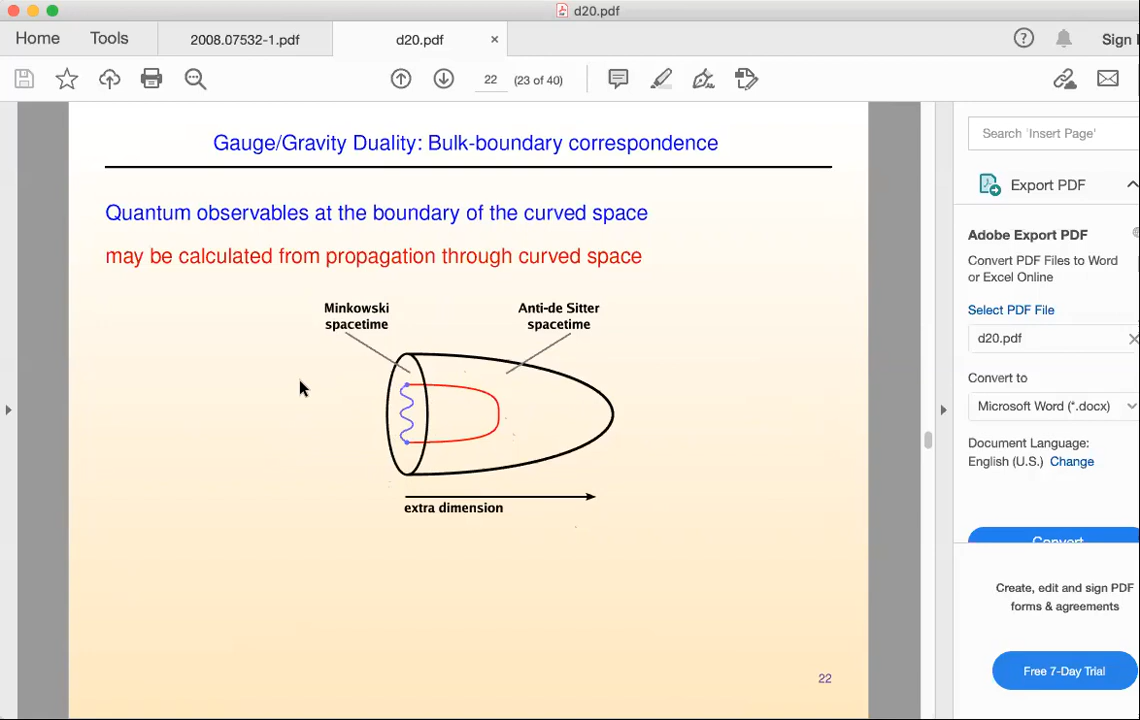 d20.pdf
Home Tools 2008.07532-1.pdf d20.pdf × Sign
22 (23 of 40)
Gauge/Gravity Duality: Bulk-boundary correspondence
Quantum observables at the boundary of the curved space
may be calculated from propagation through curved space
Minkowski
spacetime
Anti-de Sitter
spacetime
extra dimension
22
Search 'Insert Page'
Export PDF
Adobe Export PDF
Convert PDF Files to Word
or Excel Online
Select PDF File
d20.pdf ×
Convert to
Microsoft Word (*.docx)
Document Language:
English (U.S.) Change
Convert
Create, edit and sign PDF
forms & agreements
Free 7-Day Trial